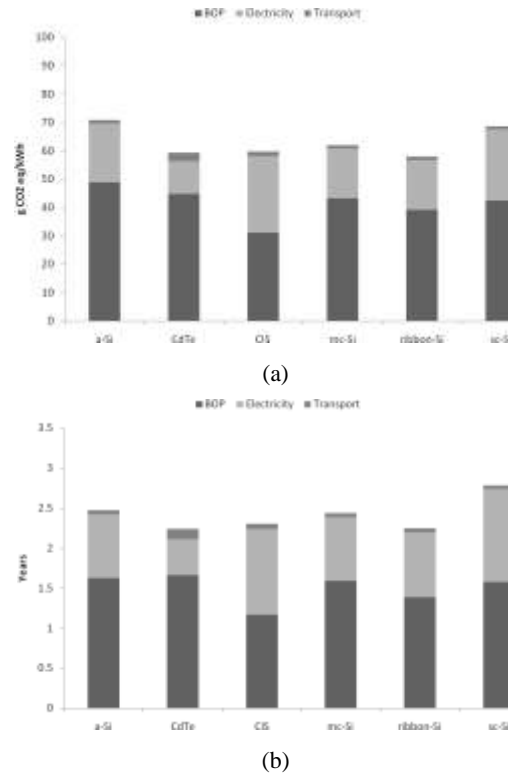 BOP Electricity Transport
100
90
80
70
60
50
40
30
20
10
0
g CO2 eq/kWh
a-Si CdTe CIS mc-Si ribbon-Si sc-Si
(a)
BOP Electricity Transport
3.5
3
2.5
2
1.5
1
0.5
0
Years
a-Si CdTe CIS mc-Si ribbon-Si sc-Si
(b)